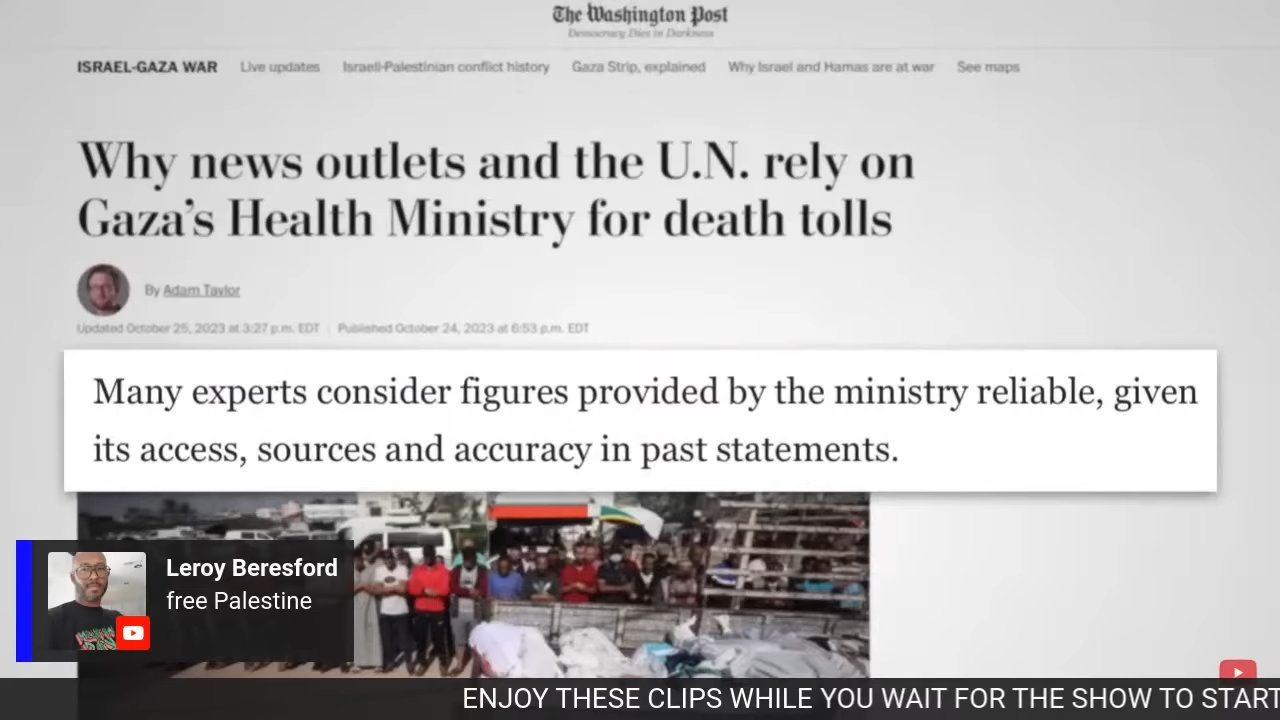 The Washington Post
Democracy Dies in Darkness
ISRAEL-GAZA WAR Live updates Israeli-Palestinian conflict history Gaza Strip, explained Why Israel and Hamas are at war See maps
Why news outlets and the U.N. rely on
Gaza's Health Ministry for death tolls
By Adam Taylor
Updated October 25, 2023 at 3:27 p.m. EDT | Published October 24, 2023 at 6:53 p.m. EDT
Many experts consider figures provided by the ministry reliable, given
its access, sources and accuracy in past statements.
Leroy Beresford
free Palestine
ENJOY THESE CLIPS WHILE YOU WAIT FOR THE SHOW TO START